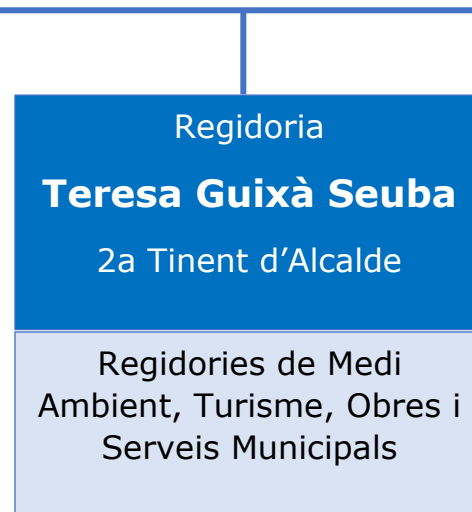 Regidoria
Teresa Guixà Seuba
2a Tinent d’Alcalde
Regidories de Medi
Ambient, Turisme, Obres i
Serveis Municipals